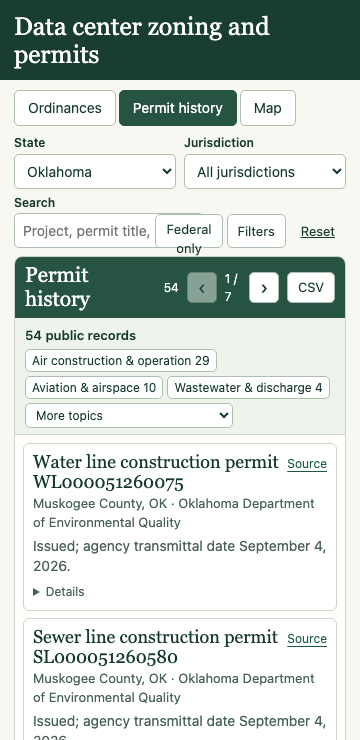 Data center zoning and
permits
Ordinances
Permit history
Map
State
Jurisdiction
Oklahoma
All jurisdictions
Search
Project, permit title,
Federal
only
Filters
Reset
Permit
history
54
‹
1 /
7
›
CSV
54 public records
Air construction & operation 29
Aviation & airspace 10
Wastewater & discharge 4
More topics
Water line construction permit
WL000051260075
Source
Muskogee County, OK · Oklahoma Department
of Environmental Quality
Issued; agency transmittal date September 4,
2026.
Details
Sewer line construction permit
SL000051260580
Source
Muskogee County, OK · Oklahoma Department
of Environmental Quality
Issued; agency transmittal date September 4,
2026.